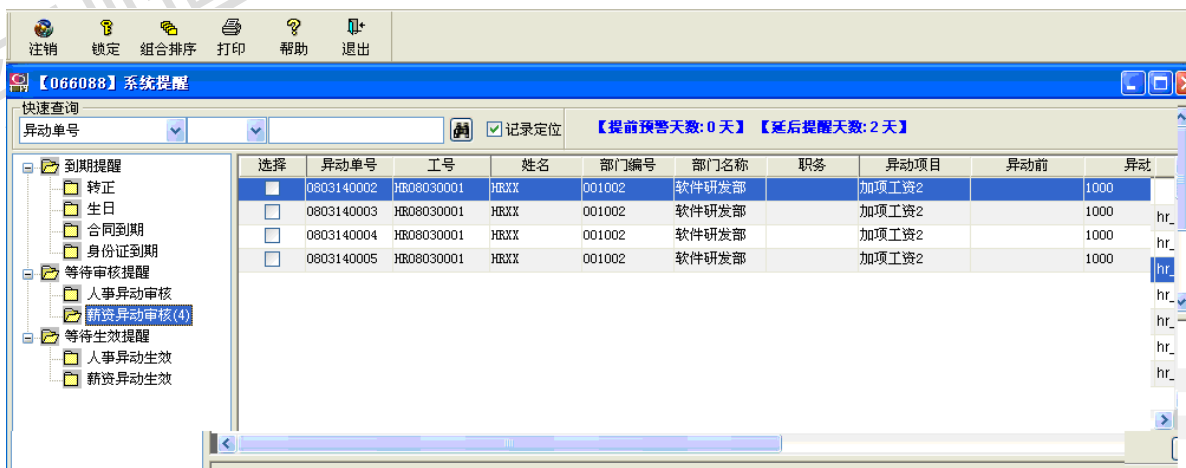 注销 锁定 组合排序 打印 帮助 退出
【066088】系统提醒
快速查询
异动单号 记录定位 【提前预警天数:0天】 【延后提醒天数:2天】
到期提醒
转正
生日
合同到期
身份证到期
等待审核提醒
人事异动审核
薪资异动审核(4)
等待生效提醒
人事异动生效
薪资异动生效
选择 异动单号 工号 姓名 部门编号 部门名称 职务 异动项目 异动前 异动
0803140002 HR08030001 HRXX 001002 软件研发部 加项工资2 1000
0803140003 HR08030001 HRXX 001002 软件研发部 加项工资2 1000
0803140004 HR08030001 HRXX 001002 软件研发部 加项工资2 1000
0803140005 HR08030001 HRXX 001002 软件研发部 加项工资2 1000
hr_
hr_
hr_
hr_
hr_
hr_
hr_